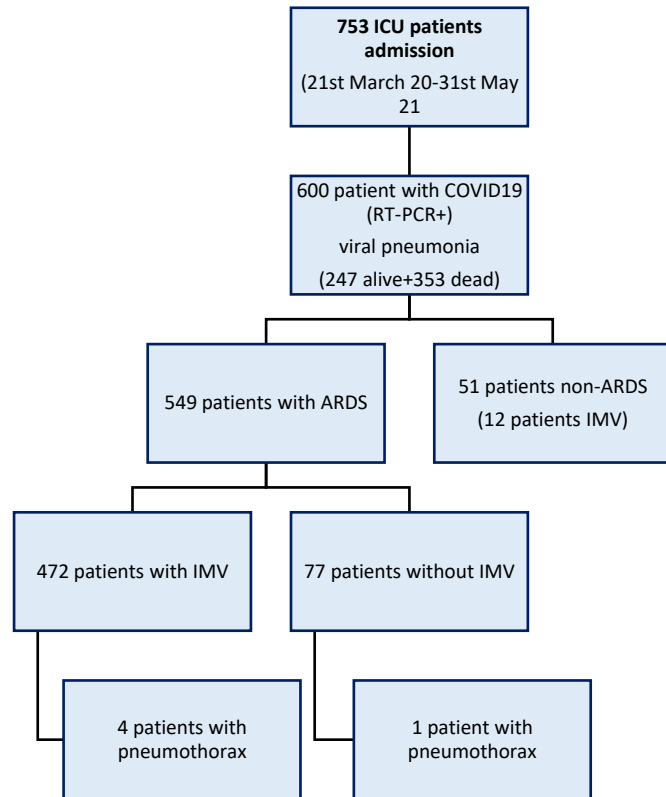 753 ICU patients
admission
(21st March 20-31st May
21
600 patient with COVID19
(RT-PCR+)
viral pneumonia
(247 alive+353 dead)
549 patients with ARDS
51 patients non-ARDS
(12 patients IMV)
472 patients with IMV
77 patients without IMV
4 patients with
pneumothorax
1 patient with
pneumothorax